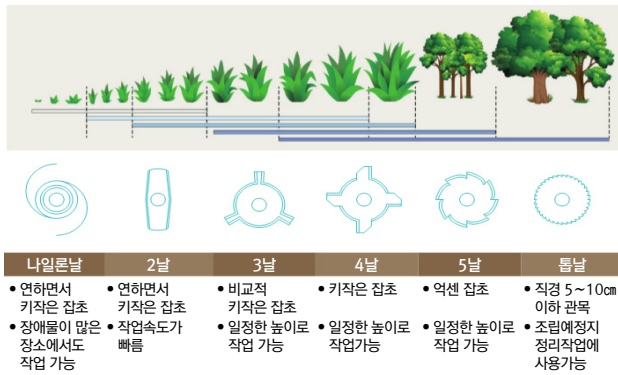 나일론날 2날 3날 4날 5날 톱날
• 연하면서
키작은 잡초
• 장애물이 많은
장소에서도
작업 가능
• 연하면서
키작은 잡초
• 작업속도가
빠름
• 비교적
키작은 잡초
• 일정한 높이로
작업 가능
• 키작은 잡초
• 일정한 높이로
작업가능
• 억센 잡초
• 일정한 높이로
작업 가능
• 직경 5~10㎝
이하 관목
• 조립예정지
정리작업에
사용가능